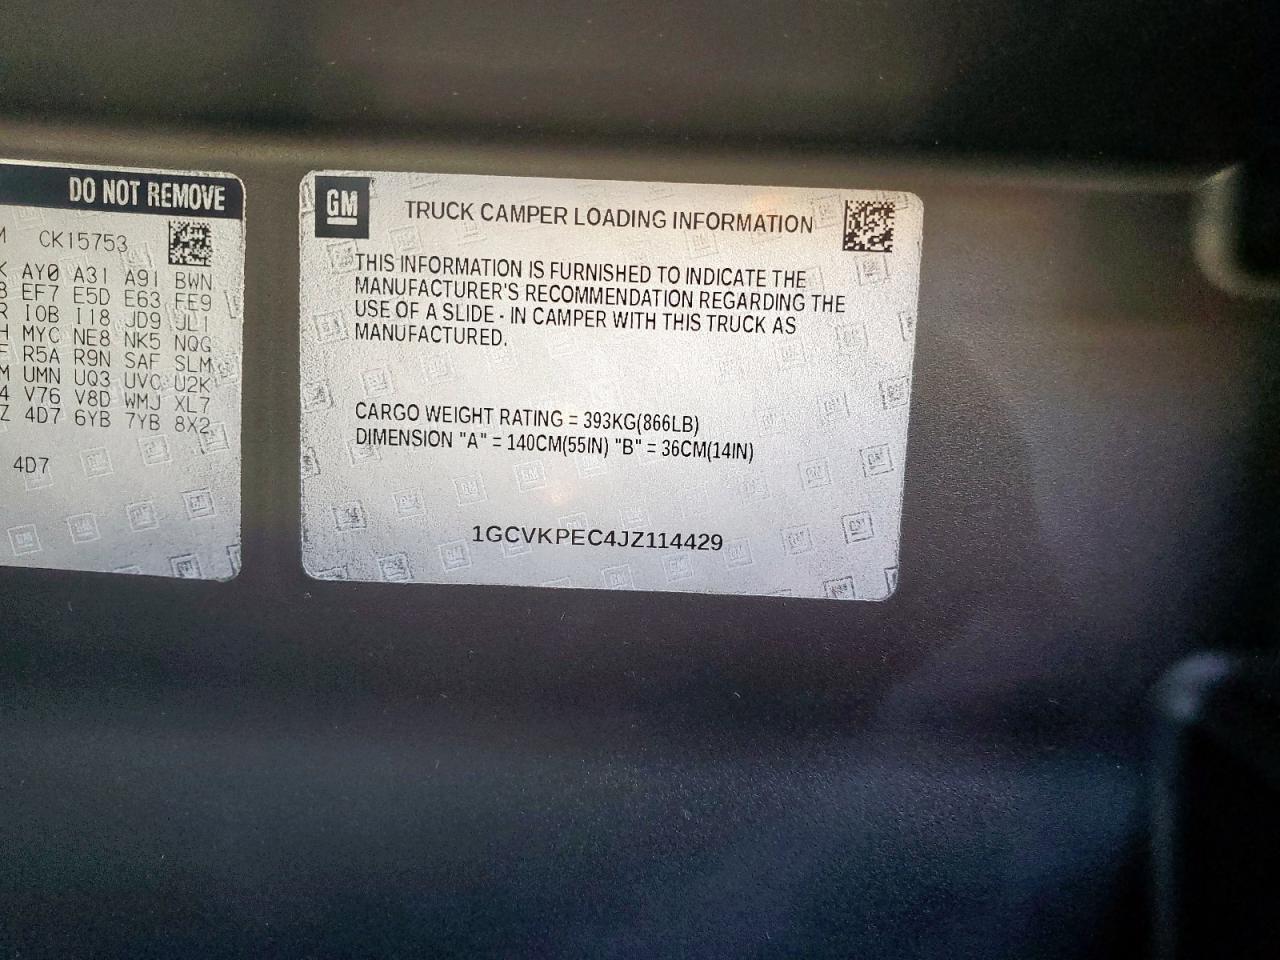 DO NOT REMOVE
CK15753
AY0 A31 A91 BWN
EF7 E5D E63 FE9
IOB I18 JD9 JL1
MYC NE8 NK5 NQG
R5A R9N SAF SLM
UMN UQ3 UVC U2K
V76 V8D WMJ XL7
4D7 6YB 7YB 8X2
4D7
GM
TRUCK CAMPER LOADING INFORMATION
THIS INFORMATION IS FURNISHED TO INDICATE THE
MANUFACTURER'S RECOMMENDATION REGARDING THE
USE OF A SLIDE - IN CAMPER WITH THIS TRUCK AS
MANUFACTURED.
CARGO WEIGHT RATING = 393KG(866LB)
DIMENSION "A" = 140CM(55IN) "B" = 36CM(14IN)
1GCVKPEC4JZ114429